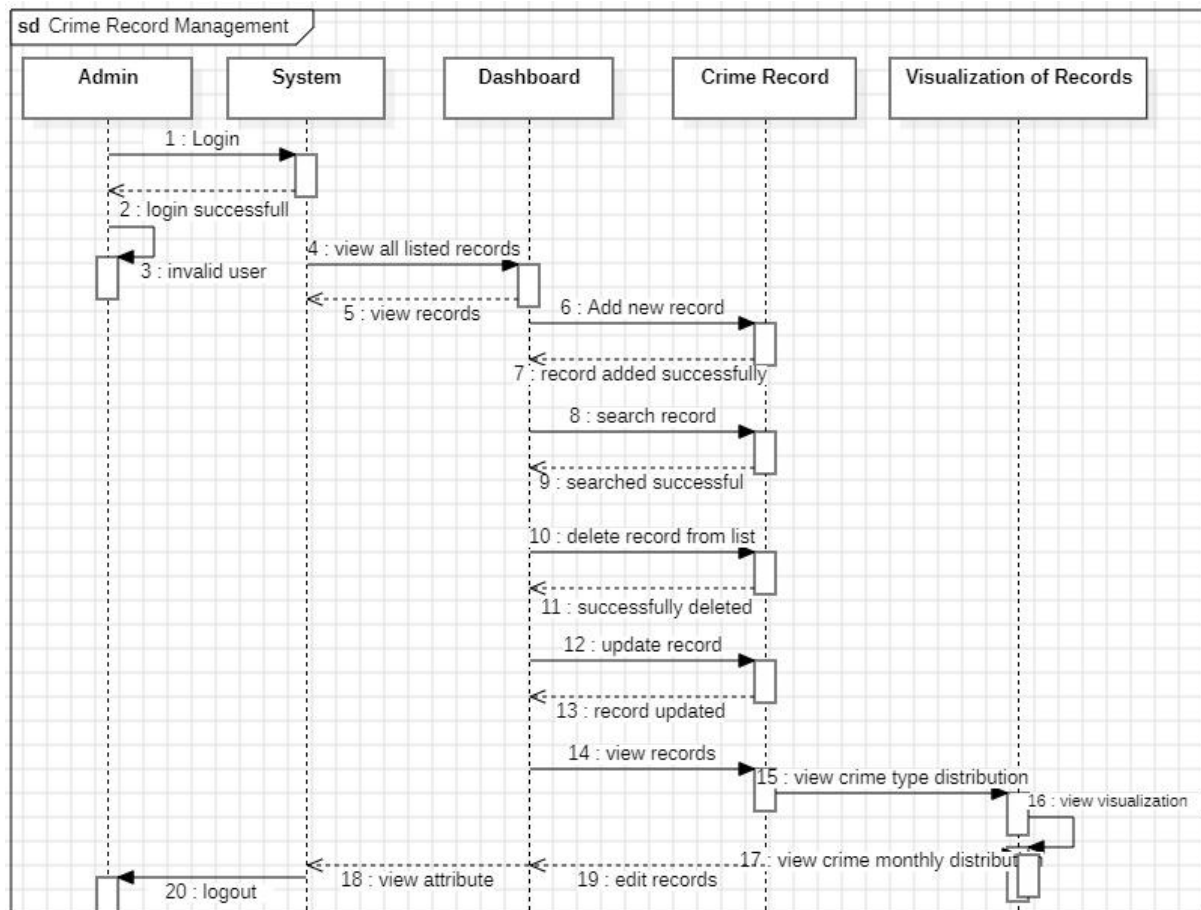 sd Crime Record Management
Admin
System
Dashboard
Crime Record
Visualization of Records
1 : Login
2 : login successfull
3 : invalid user
4 : view all listed records
5 : view records
6 : Add new record
7 : record added successfully
8 : search record
9 : searched successful
10 : delete record from list
11 : successfully deleted
12 : update record
13 : record updated
14 : view records
15 : view crime type distribution
16 : view visualization
17 : view crime monthly distribution
18 : view attribute
19 : edit records
20 : logout